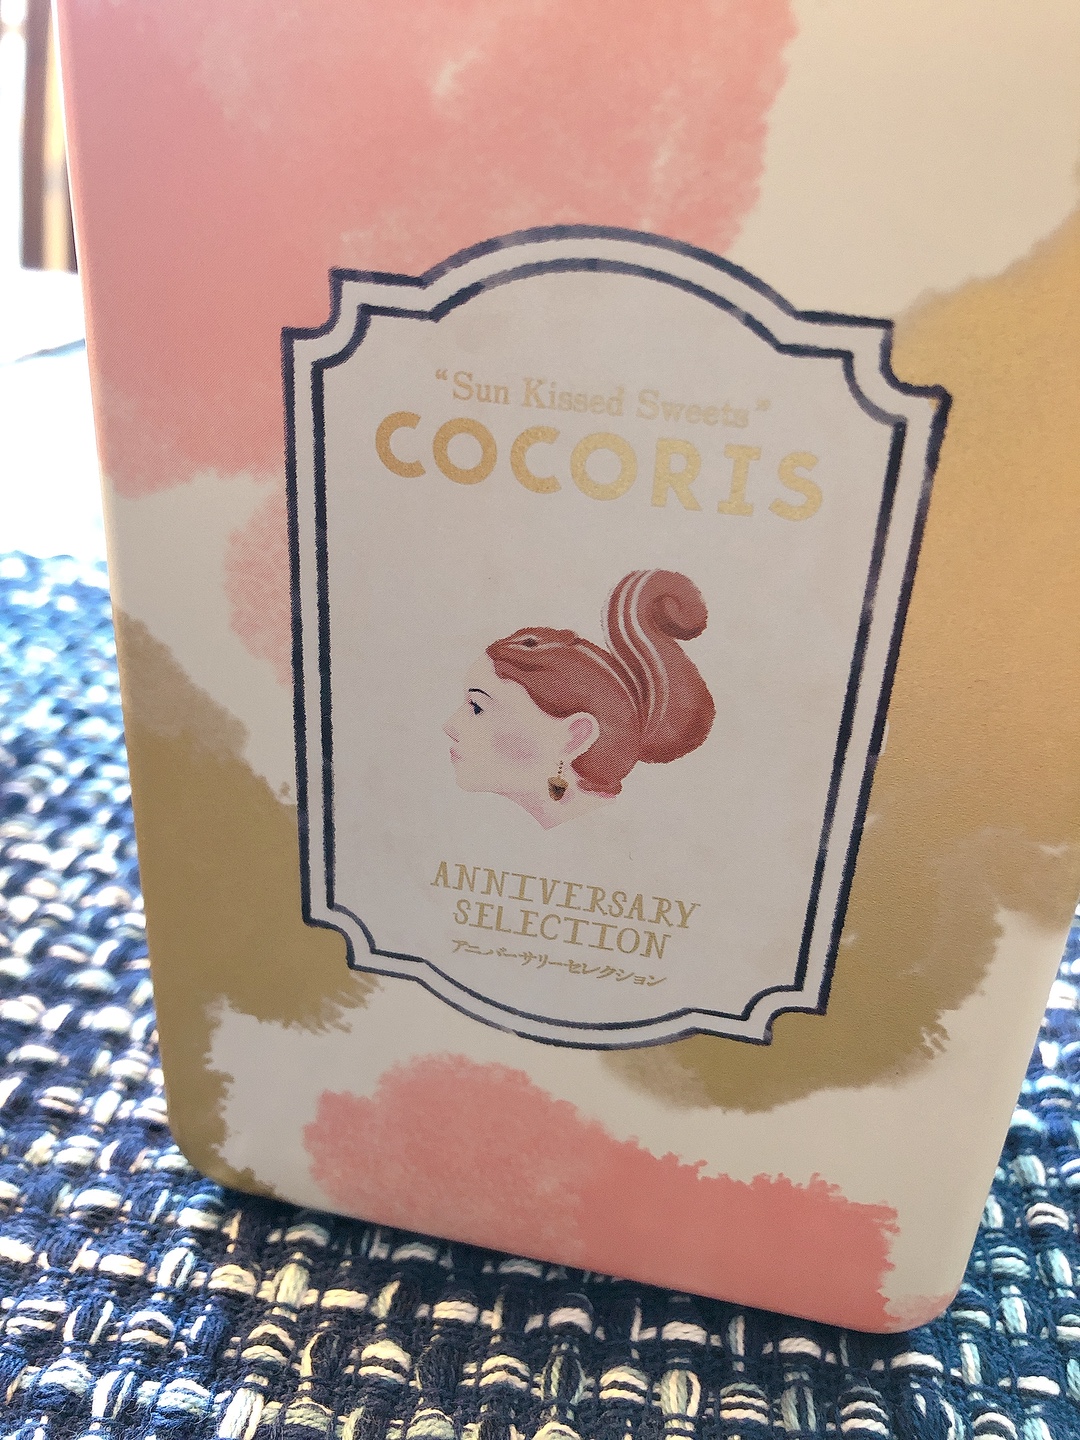 “Sun Kissed Sweets”
COCORIS
ANNIVERSARY
SELECTION
アニバーサリーセレクション